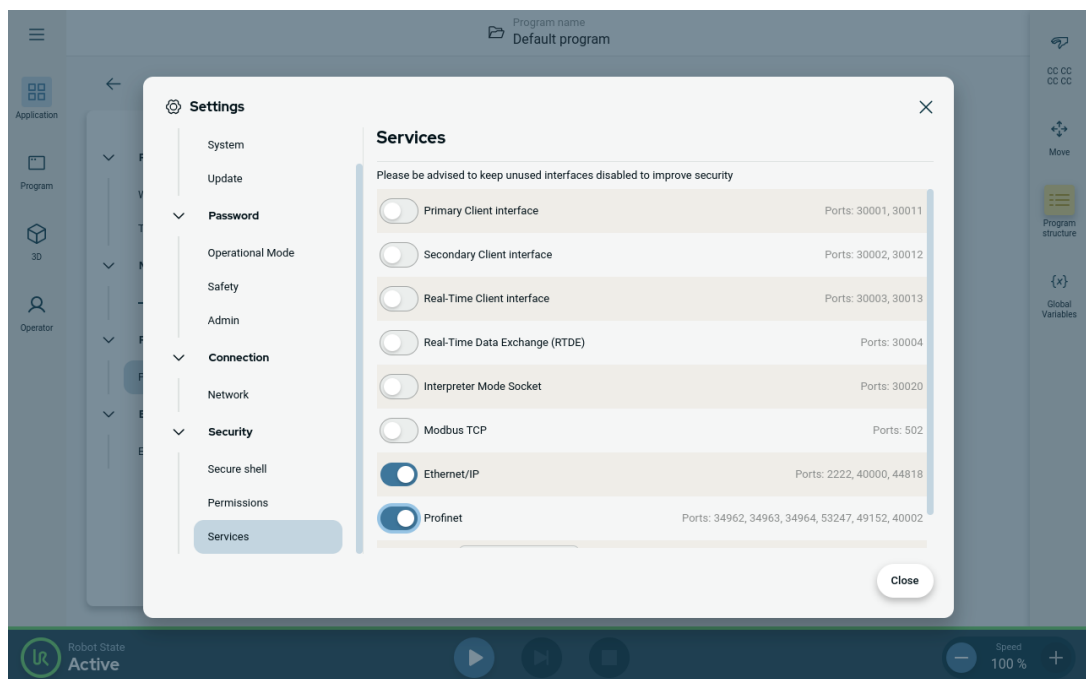 Program name
Default program
Application
Program
3D
Operator
Settings
System
Update
Password
Operational Mode
Safety
Admin
Connection
Network
Security
Secure shell
Permissions
Services
Services
Please be advised to keep unused interfaces disabled to improve security
Primary Client interface Ports: 30001, 30011
Secondary Client interface Ports: 30002, 30012
Real-Time Client interface Ports: 30003, 30013
Real-Time Data Exchange (RTDE) Ports: 30004
Interpreter Mode Socket Ports: 30020
Modbus TCP Ports: 502
Ethernet/IP Ports: 2222, 40000, 44818
Profinet Ports: 34962, 34963, 34964, 53247, 49152, 40002
Close
CC CC
CC CC
Move
Program
structure
{x}
Global
Variables
Robot State
Active
Speed
100 %